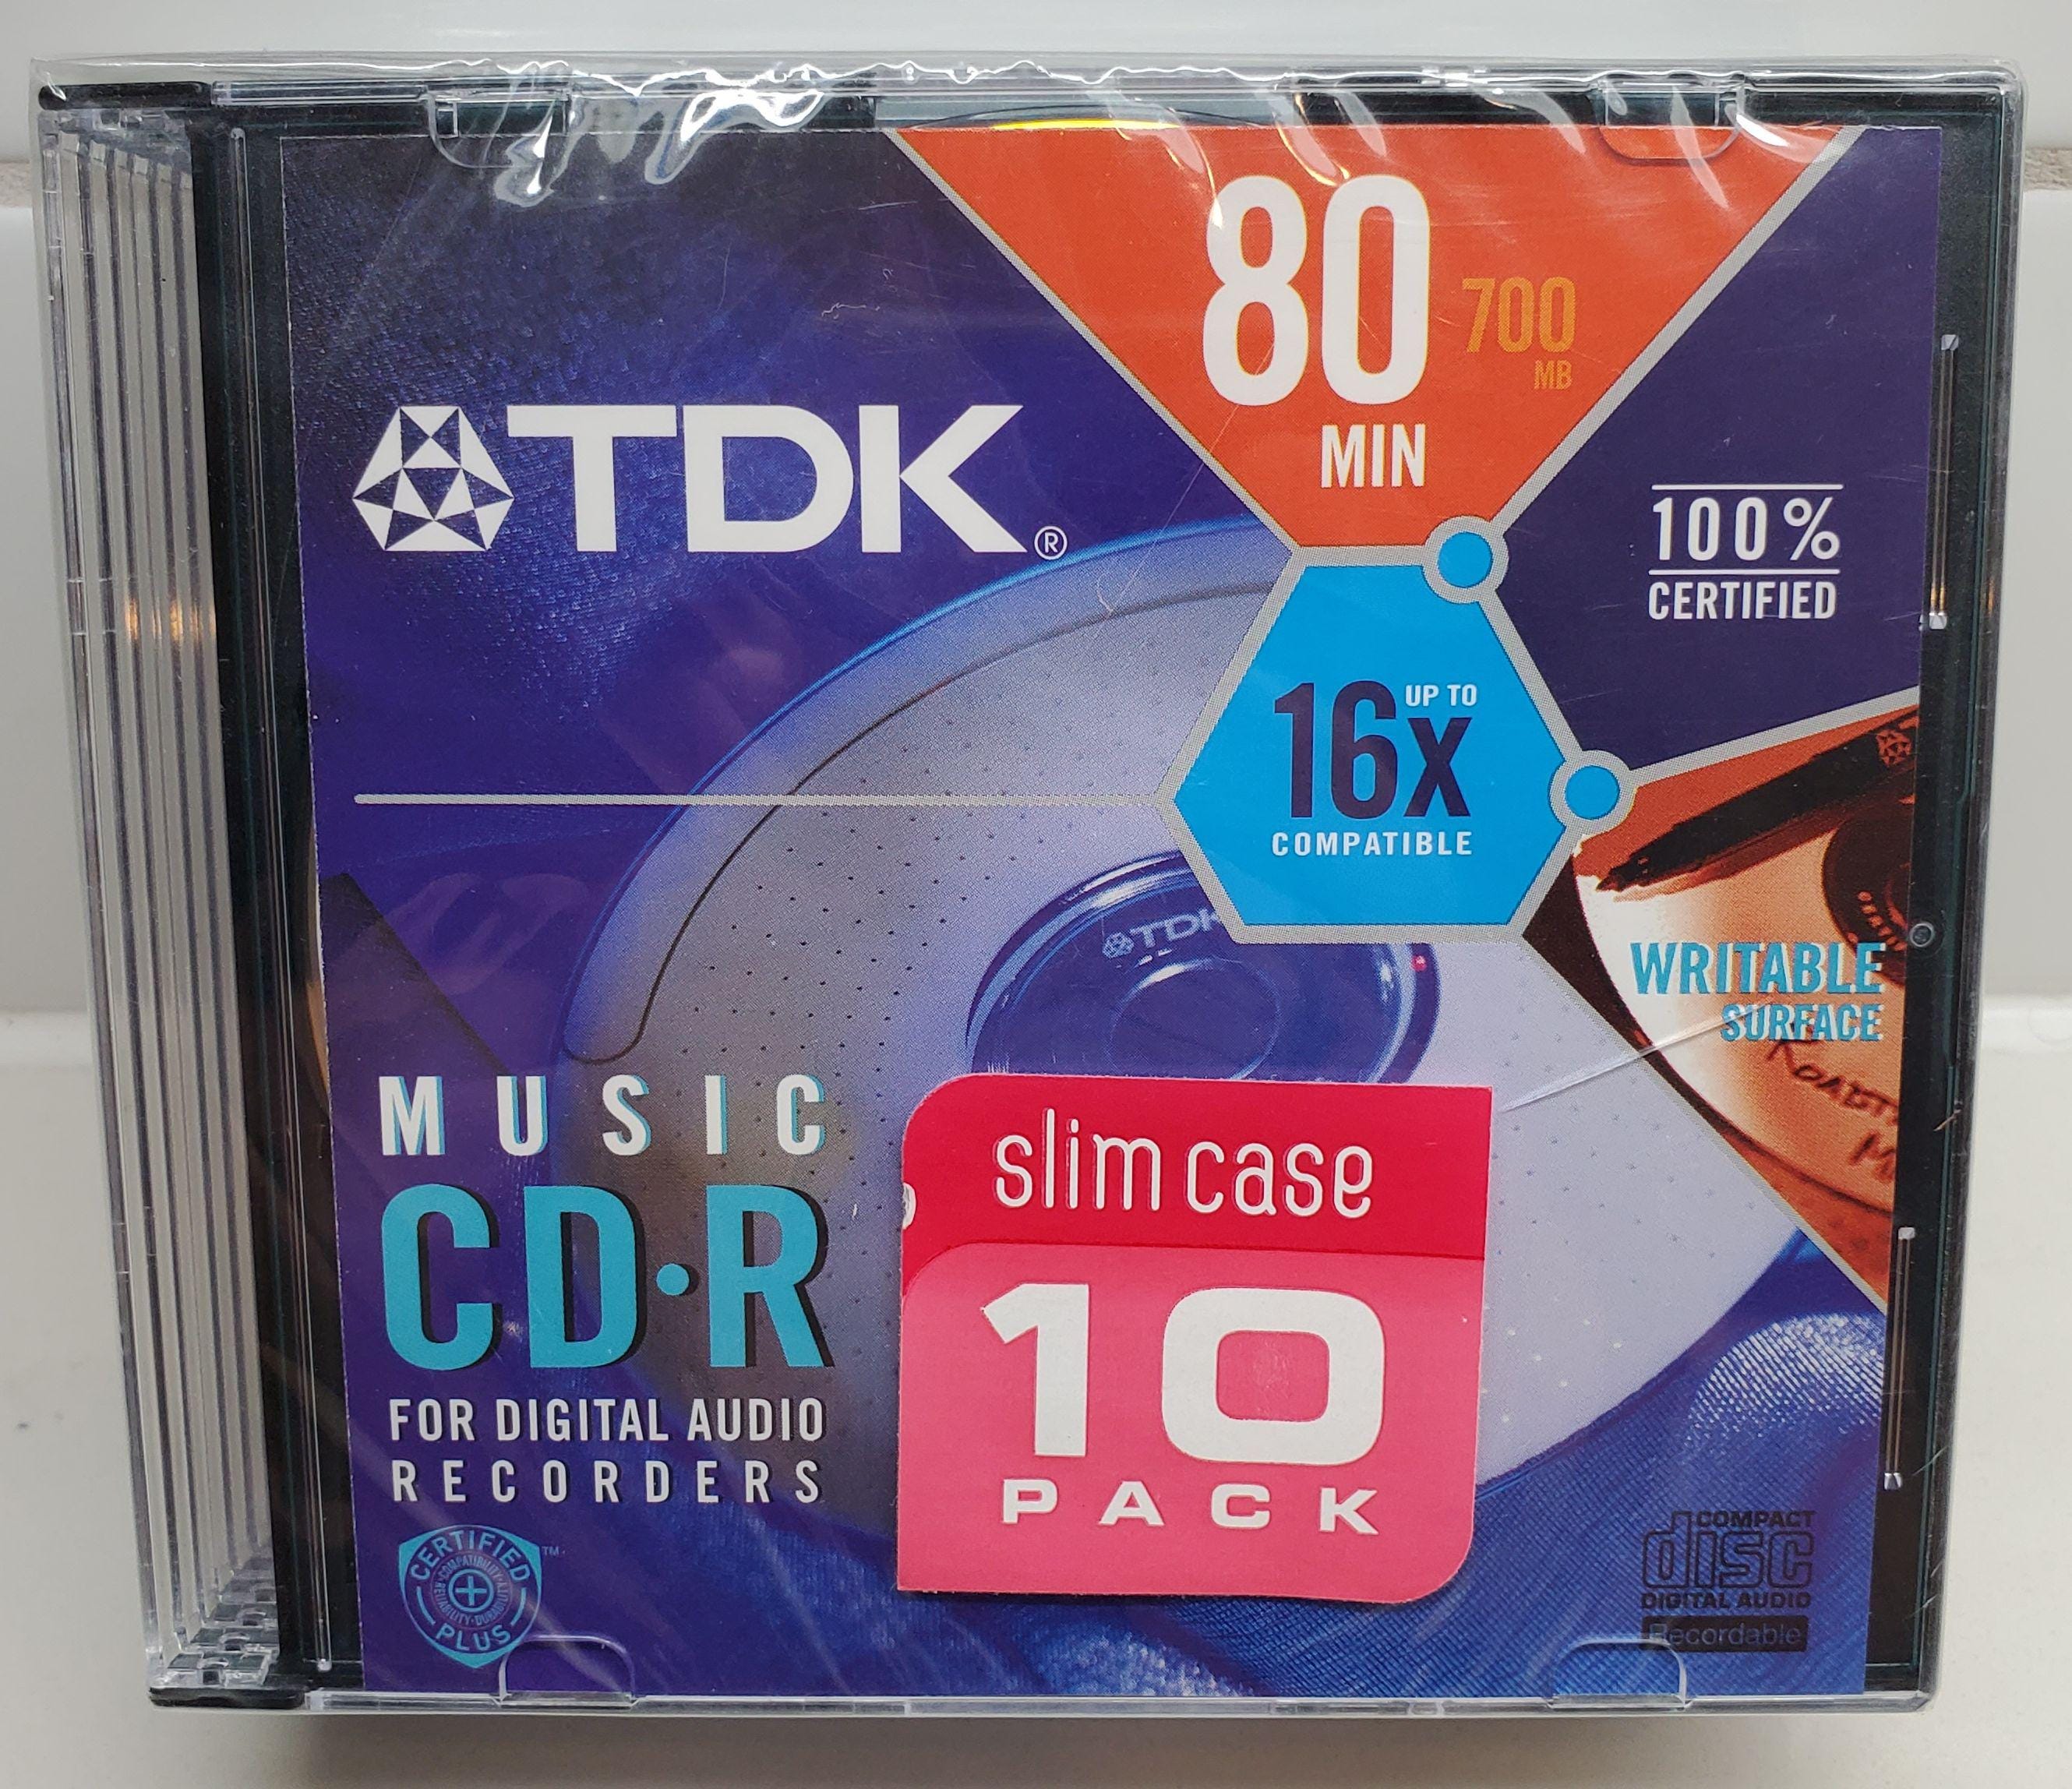 80
700
MB
MIN
TDK®
100%
CERTIFIED
UP TO
16x
COMPATIBLE
TDK
WRITABLE
SURFACE
MUSIC
CD·R
FOR DIGITAL AUDIO
RECORDERS
slim case
10
PACK
CERTIFIED
PLUS
TM
COMPACT
disc
DIGITAL AUDIO
Recordable